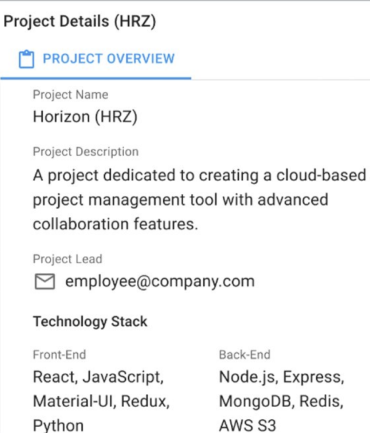 Project Details (HRZ)
PROJECT OVERVIEW
Project Name
Horizon (HRZ)
Project Description
A project dedicated to creating a cloud-based
project management tool with advanced
collaboration features.
Project Lead
employee@company.com
Technology Stack
Front-End
React, JavaScript,
Material-UI, Redux,
Python
Back-End
Node.js, Express,
MongoDB, Redis,
AWS S3